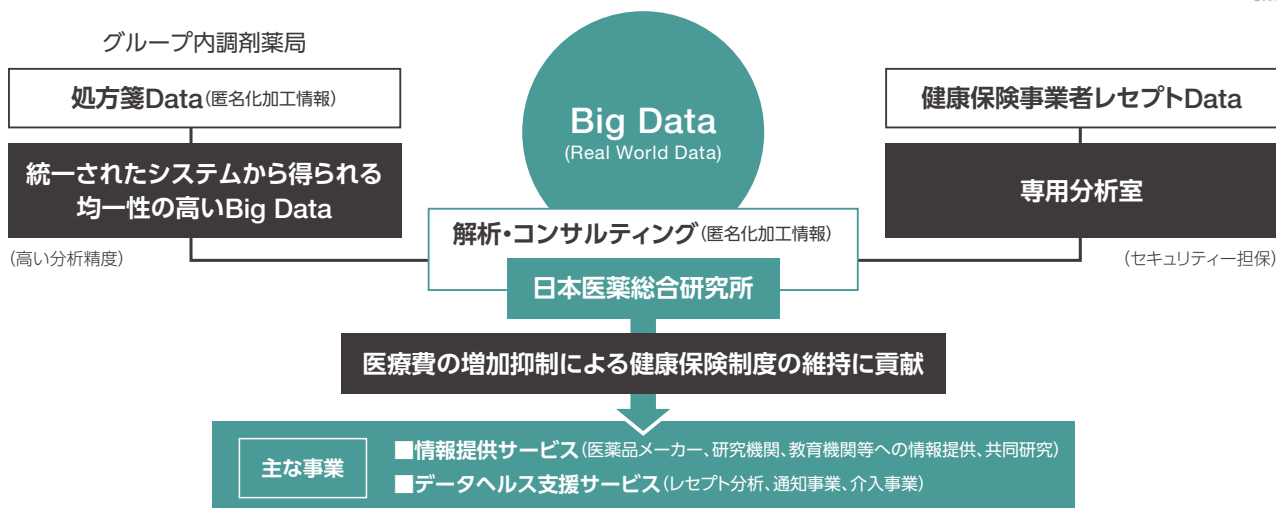 グループ内調剤薬局
処方箋Data(匿名化加工情報)
統一されたシステムから得られる
均一性の高いBig Data
(高い分析精度)
Big Data
(Real World Data)
解析・コンサルティング(匿名化加工情報)
日本医薬総合研究所
健康保険事業者レセプトData
専用分析室
(セキュリティー担保)
医療費の増加抑制による健康保険制度の維持に貢献
主な事業
■情報提供サービス(医薬品メーカー、研究機関、教育機関等への情報提供、共同研究)
■データヘルス支援サービス(レセプト分析、通知事業、介入事業)